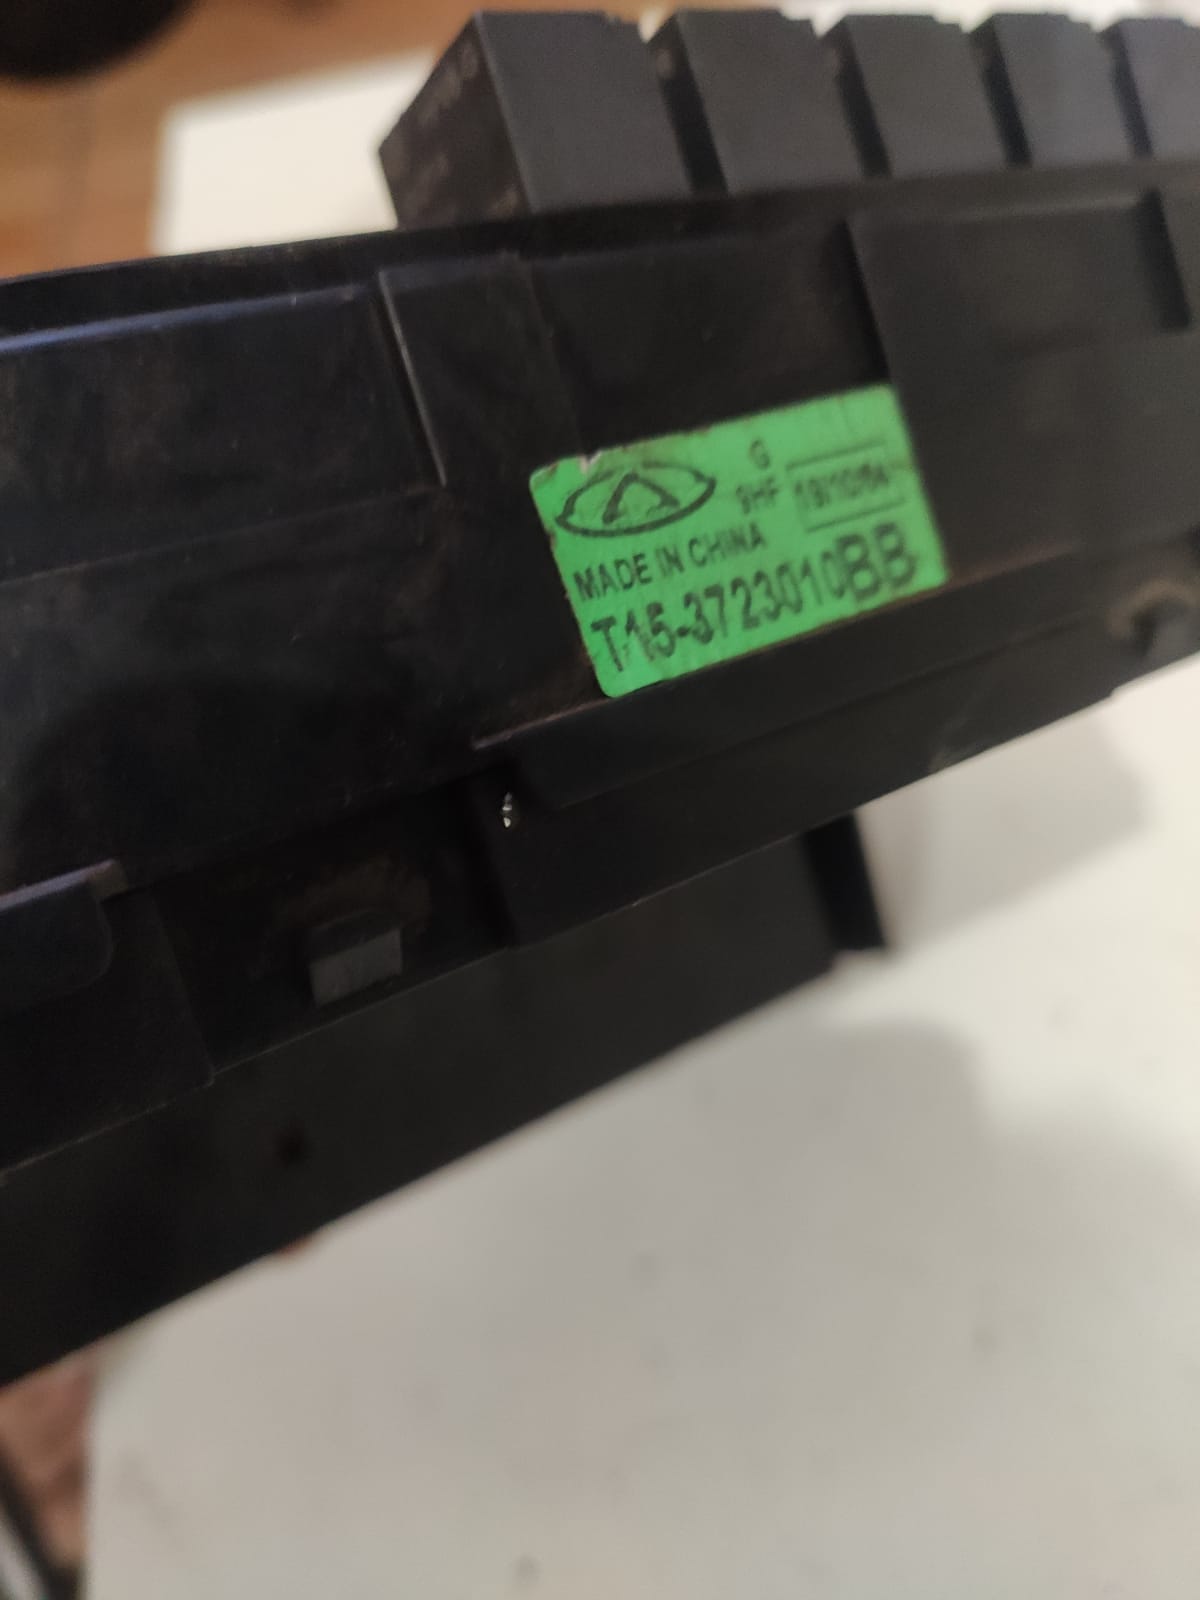 G
9HF
MADE IN CHINA
T15-3723010BB